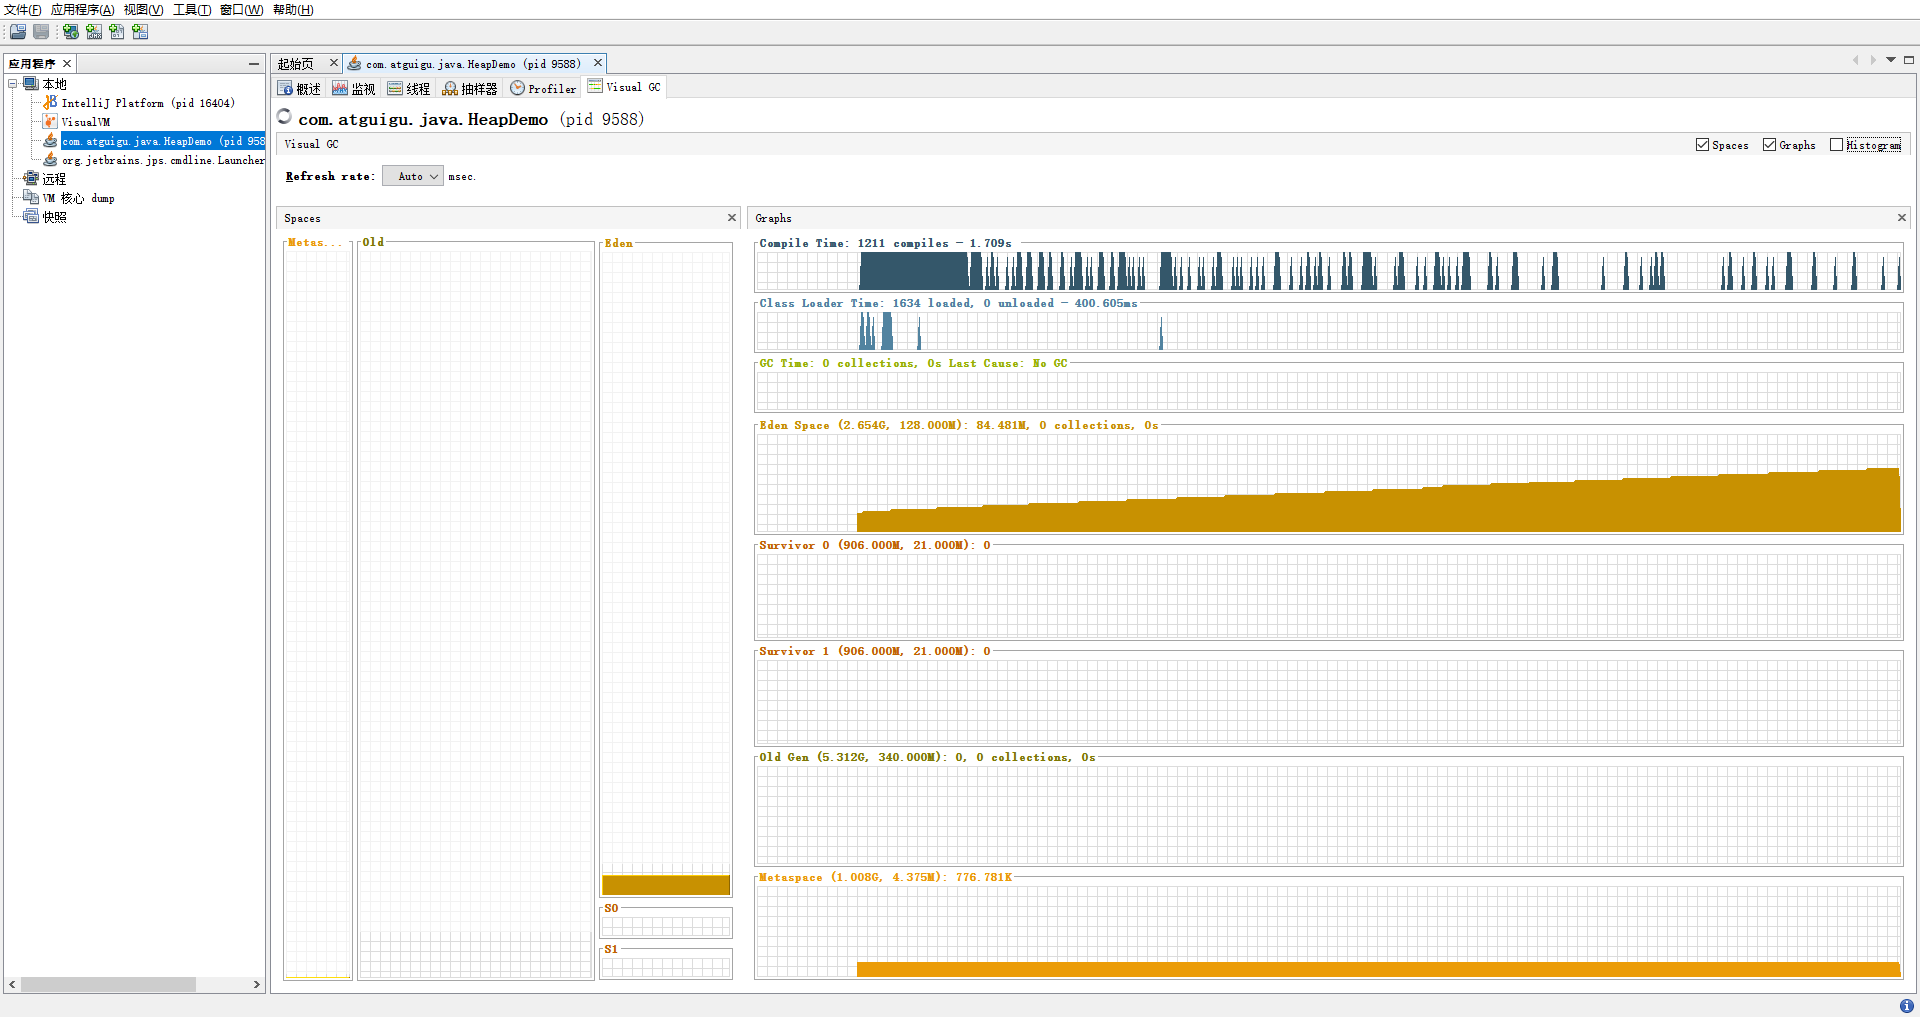 文件(F) 应用程序(A) 视图(V) 工具(T) 窗口(W) 帮助(H)
应用程序
本地
IntelliJ Platform (pid 16404)
VisualVM
com.atguigu.java.HeapDemo (pid 958
org.jetbrains.jps.cmdline.Launcher
远程
VM 核心 dump
快照
起始页
com.atguigu.java.HeapDemo (pid 9588)
概述 监视 线程 抽样器 Profiler Visual GC
com.atguigu.java.HeapDemo (pid 9588)
Visual GC
Spaces Graphs Histogram
Refresh rate: Auto msec.
Spaces
Metas...
Old
Eden
S0
S1
Graphs
Compile Time: 1211 compiles - 1.709s
Class Loader Time: 1634 loaded, 0 unloaded - 400.605ms
GC Time: 0 collections, 0s Last Cause: No GC
Eden Space (2.654G, 128.000M): 84.481M, 0 collections, 0s
Survivor 0 (906.000M, 21.000M): 0
Survivor 1 (906.000M, 21.000M): 0
Old Gen (5.312G, 340.000M): 0, 0 collections, 0s
Metaspace (1.008G, 4.375M): 776.781K